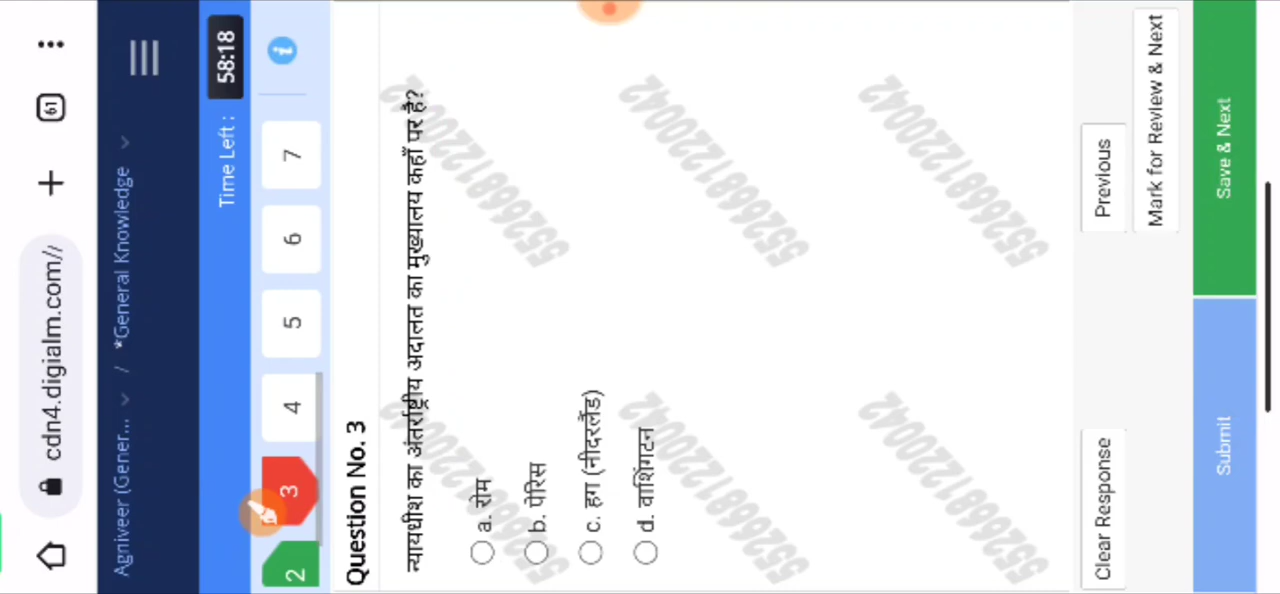 61
cdn4.digialm.com//
Agniveer (Gener... / *General Knowledge
Time Left : 58:18
2 3 4 5 6 7
i
Question No. 3
न्यायधीश का अंतर्राष्ट्रीय अदालत का मुख्यालय कहाँ पर है?
a. रोम
b. पेरिस
c. हग (नीदरलैंड)
d. वाशिंगटन
Clear Response
Previous
Mark for Review & Next
Submit
Save & Next